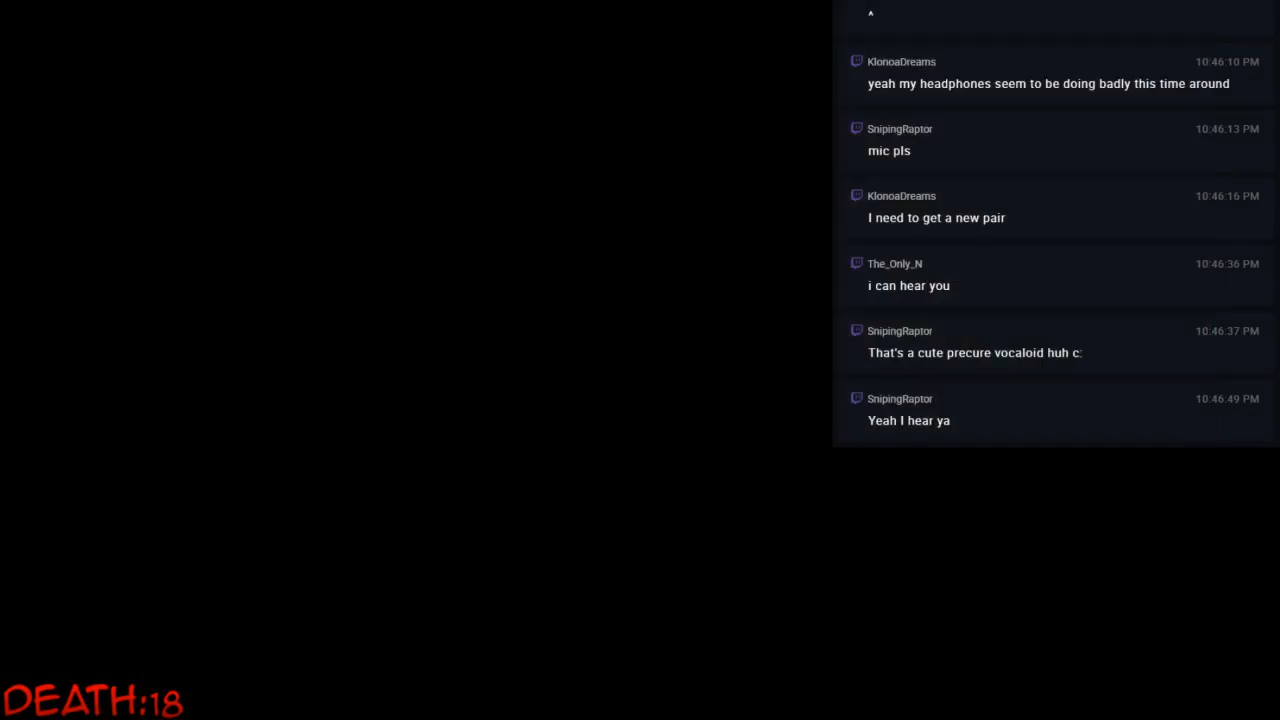 ^
KlonoaDreams 10:46:10 PM
yeah my headphones seem to be doing badly this time around
SnipingRaptor 10:46:13 PM
mic pls
KlonoaDreams 10:46:16 PM
I need to get a new pair
The_Only_N 10:46:36 PM
i can hear you
SnipingRaptor 10:46:37 PM
That's a cute precure vocaloid huh c:
SnipingRaptor 10:46:49 PM
Yeah I hear ya
DEATH:18